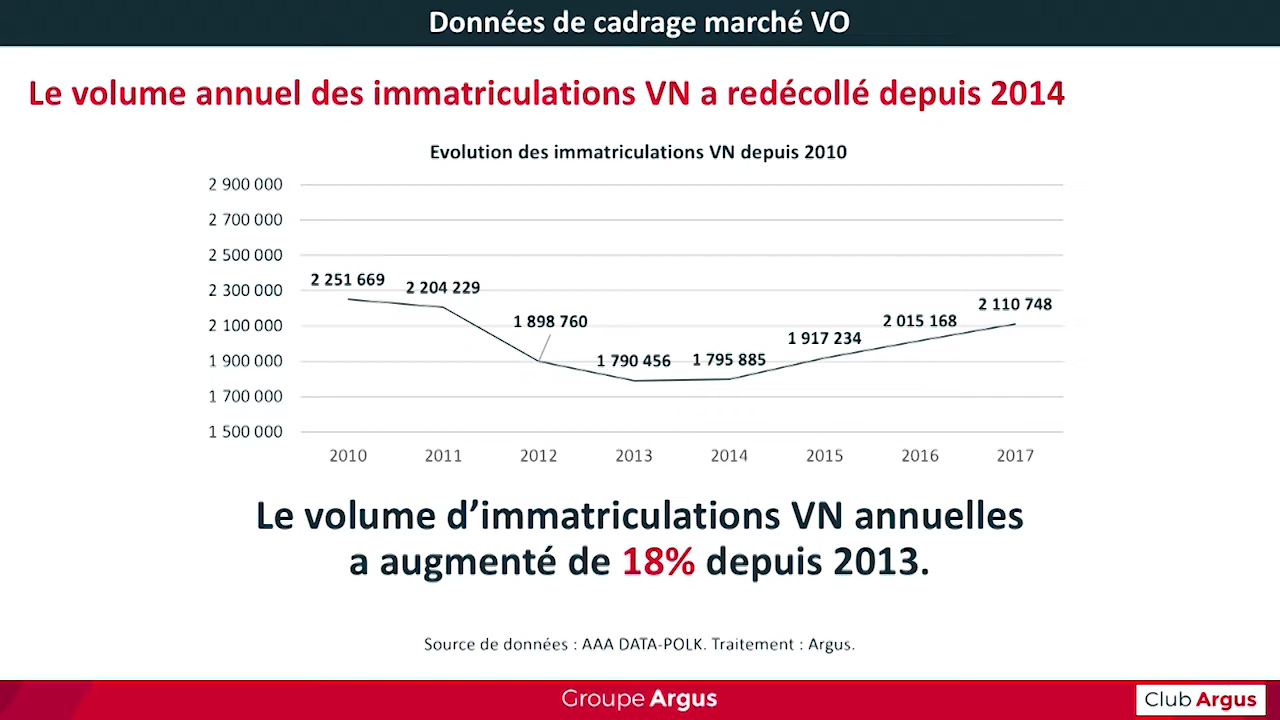 Données de cadrage marché VO
Le volume annuel des immatriculations VN a redécollé depuis 2014
Evolution des immatriculations VN depuis 2010
2 900 000
2 700 000
2 500 000
2 300 000
2 100 000
1 900 000
1 700 000
1 500 000
2 251 669
2 204 229
1 898 760
1 790 456
1 795 885
1 917 234
2 015 168
2 110 748
2010 2011 2012 2013 2014 2015 2016 2017
Le volume d’immatriculations VN annuelles
a augmenté de 18% depuis 2013.
Source de données : AAA DATA-POLK. Traitement : Argus.
Groupe Argus
Club Argus